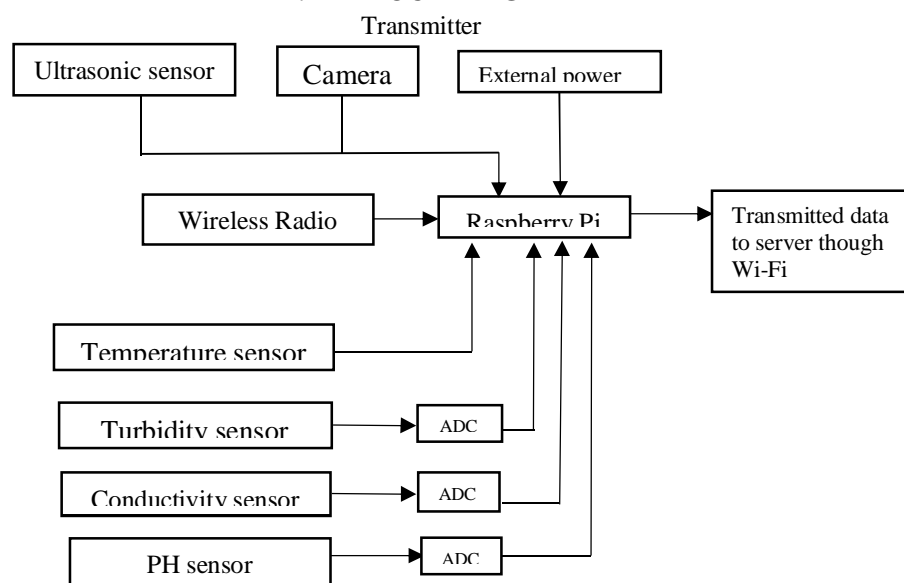 Transmitter
Ultrasonic sensor
Camera
External power
Wireless Radio
Raspberry Pi
Transmitted data
to server though
Wi-Fi
Temperature sensor
Turbidity sensor
ADC
Conductivity sensor
ADC
PH sensor
ADC